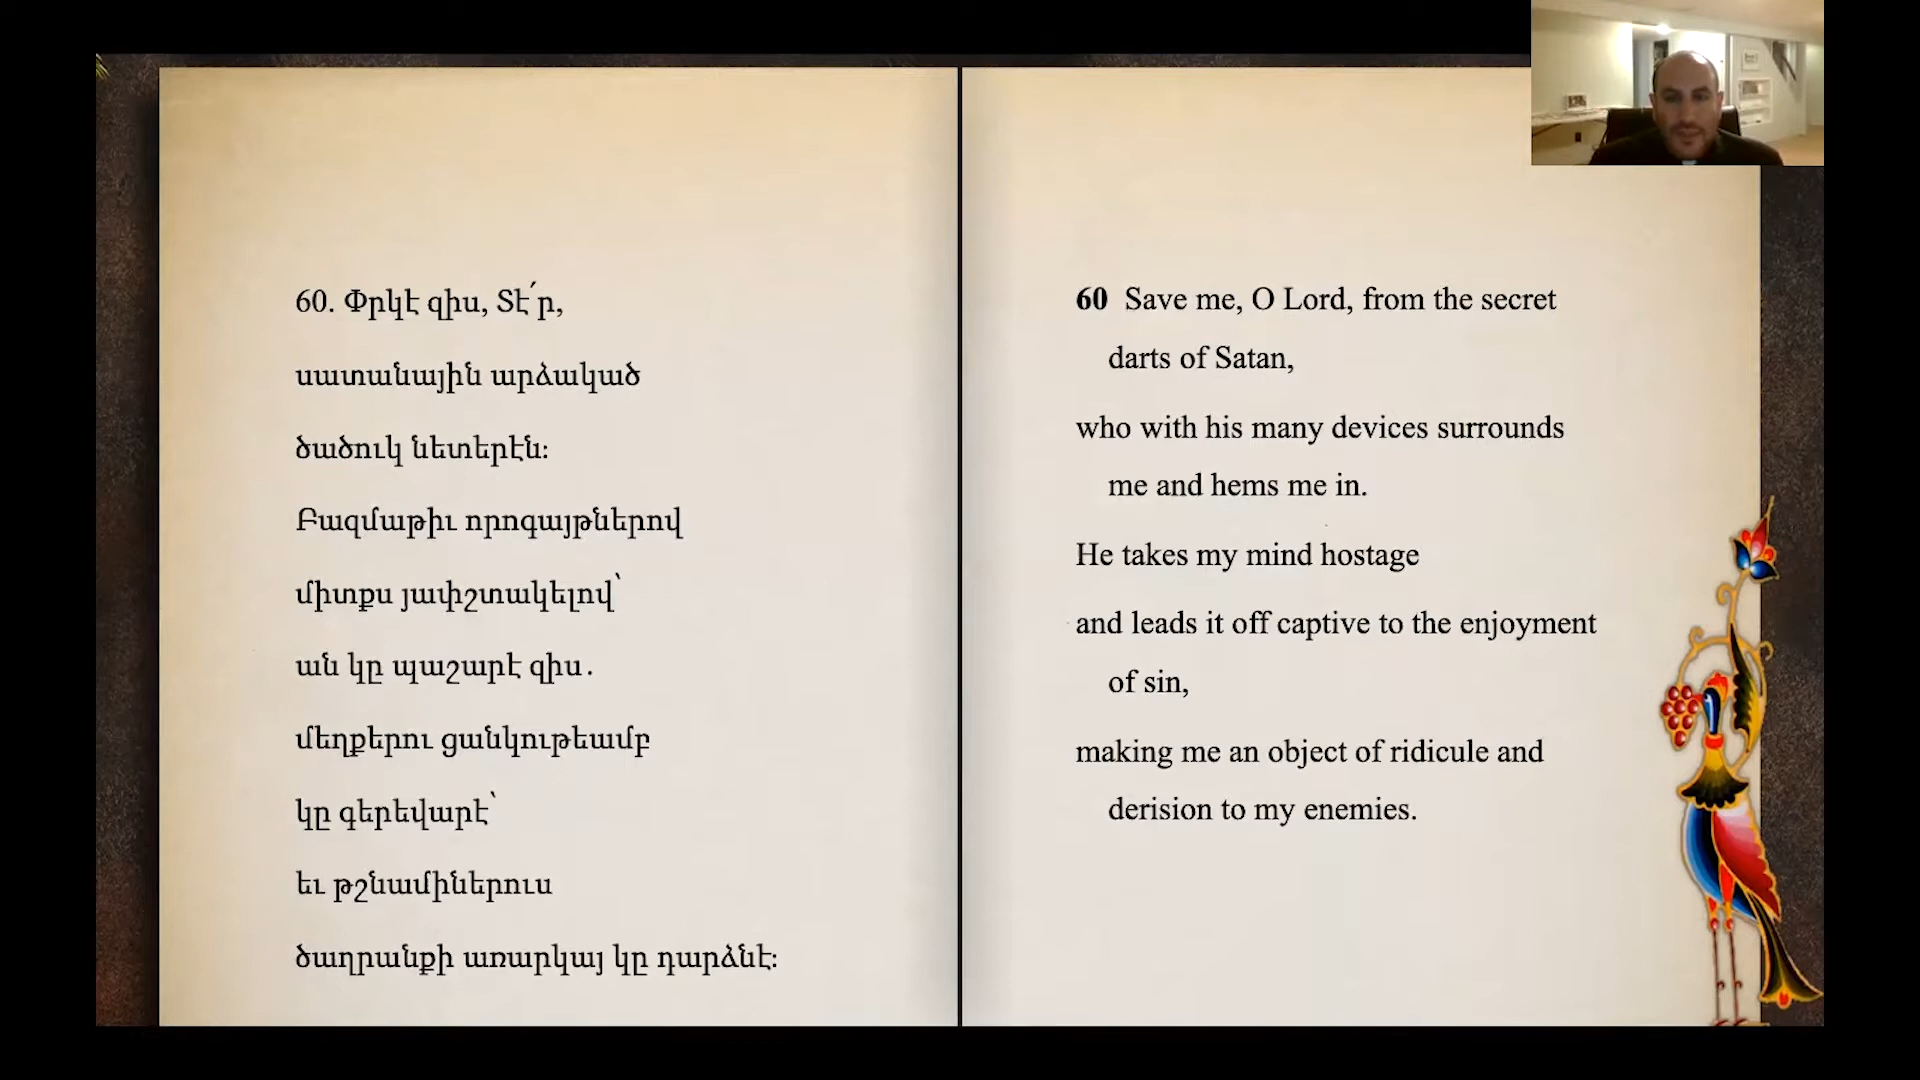 60. Փրկէ զիս, Տէ՛ր,
սատանային արձակած
ծածուկ նետերէն։
Բազմաթիւ որոգայթներով
միտքս յափշտակելով՝
ան կը պաշարէ զիս.
մեղքերու ցանկութեամբ
կը գերեվարէ՝
եւ թշնամիներուս
ծաղրանքի առարկայ կը դարձնէ։
60 Save me, O Lord, from the secret
darts of Satan,
who with his many devices surrounds
me and hems me in.
He takes my mind hostage
and leads it off captive to the enjoyment
of sin,
making me an object of ridicule and
derision to my enemies.